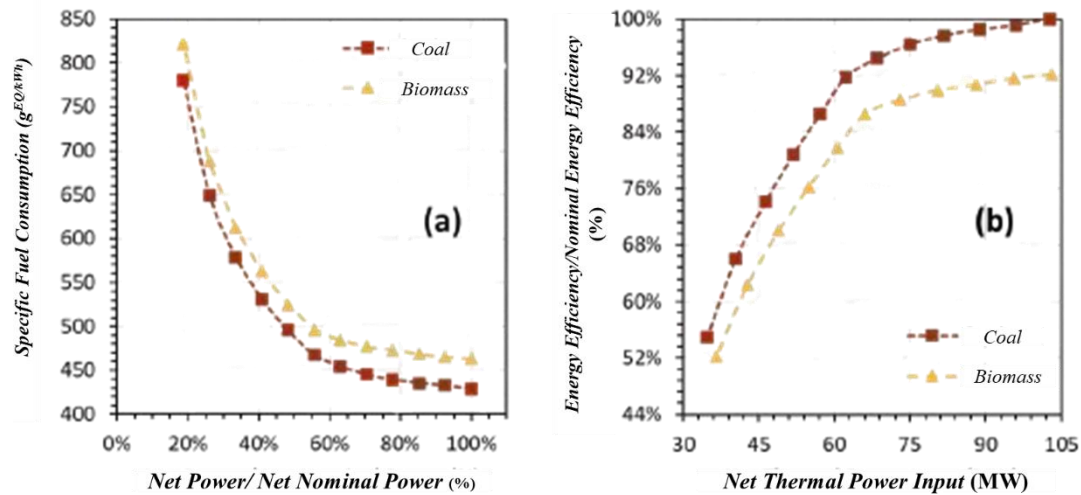 850
800
750
700
650
600
550
500
450
400
Specific Fuel Consumption (g^EQ/kWh)
Coal
Biomass
(a)
0% 20% 40% 60% 80% 100%
Net Power/ Net Nominal Power (%)
100%
92%
84%
76%
68%
60%
52%
44%
Energy Efficiency/Nominal Energy Efficiency
(%)
(b)
Coal
Biomass
30 45 60 75 90 105
Net Thermal Power Input (MW)